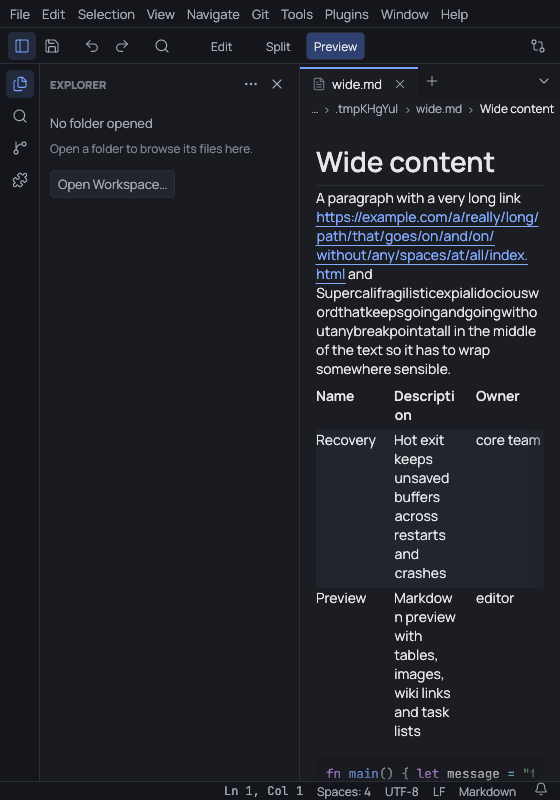 File Edit Selection View Navigate Git Tools Plugins Window Help
Edit Split Preview
EXPLORER
No folder opened
Open a folder to browse its files here.
Open Workspace...
wide.md
... › .tmpKHgYul › wide.md › Wide content
Wide content
A paragraph with a very long link
https://example.com/a/really/long/
path/that/goes/on/and/on/
without/any/spaces/at/all/index.
html and
Supercalifragilisticexpialidociousw
ordthatkeepsgoingandgoingwitho
utanybreakpointatall in the middle
of the text so it has to wrap
somewhere sensible.
Name Descripti Owner
on
Recovery Hot exit core team
keeps
unsaved
buffers
across
restarts
and
crashes
Preview Markdow editor
n preview
with
tables,
images,
wiki links
and task
lists
fn main() { let message = "
Ln 1, Col 1 Spaces: 4 UTF-8 LF Markdown